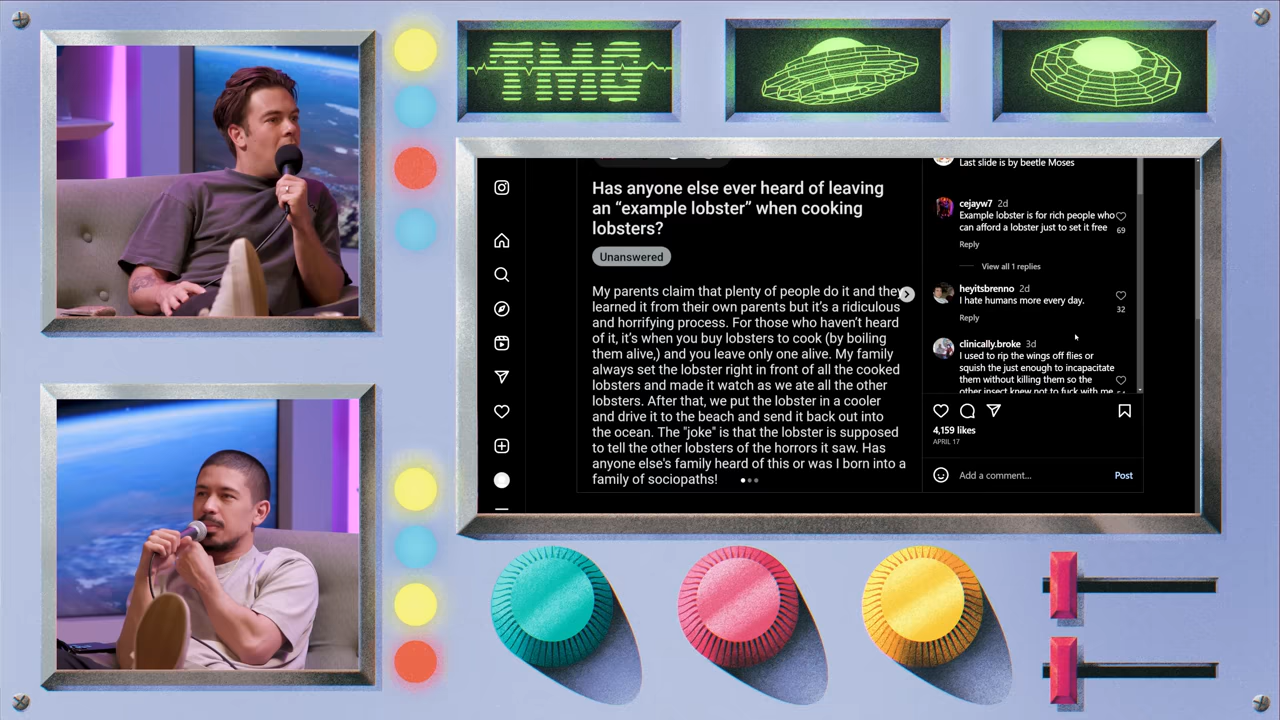 TMG
Has anyone else ever heard of leaving
an “example lobster” when cooking
lobsters?
Unanswered
My parents claim that plenty of people do it and they
learned it from their own parents but it’s a ridiculous
and horrifying process. For those who haven’t heard
of it, it’s when you buy lobsters to cook (by boiling
them alive,) and you leave only one alive. My family
always set the lobster right in front of all the cooked
lobsters and made it watch as we ate all the other
lobsters. After that, we put the lobster in a cooler
and drive it to the beach and send it back out into
the ocean. The "joke" is that the lobster is supposed
to tell the other lobsters of the horrors it saw. Has
anyone else's family heard of this or was I born into a
family of sociopaths!
Last slide is by beetle Moses
cejayw7 2d
Example lobster is for rich people who
can afford a lobster just to set it free
69
Reply
View all 1 replies
heyitsbrenno 2d
I hate humans more every day.
32
Reply
clinically.broke 3d
I used to rip the wings off flies or
squish the just enough to incapacitate
them without killing them so the
other insect knew not to fuck with me
4,159 likes
APRIL 17
Add a comment...
Post